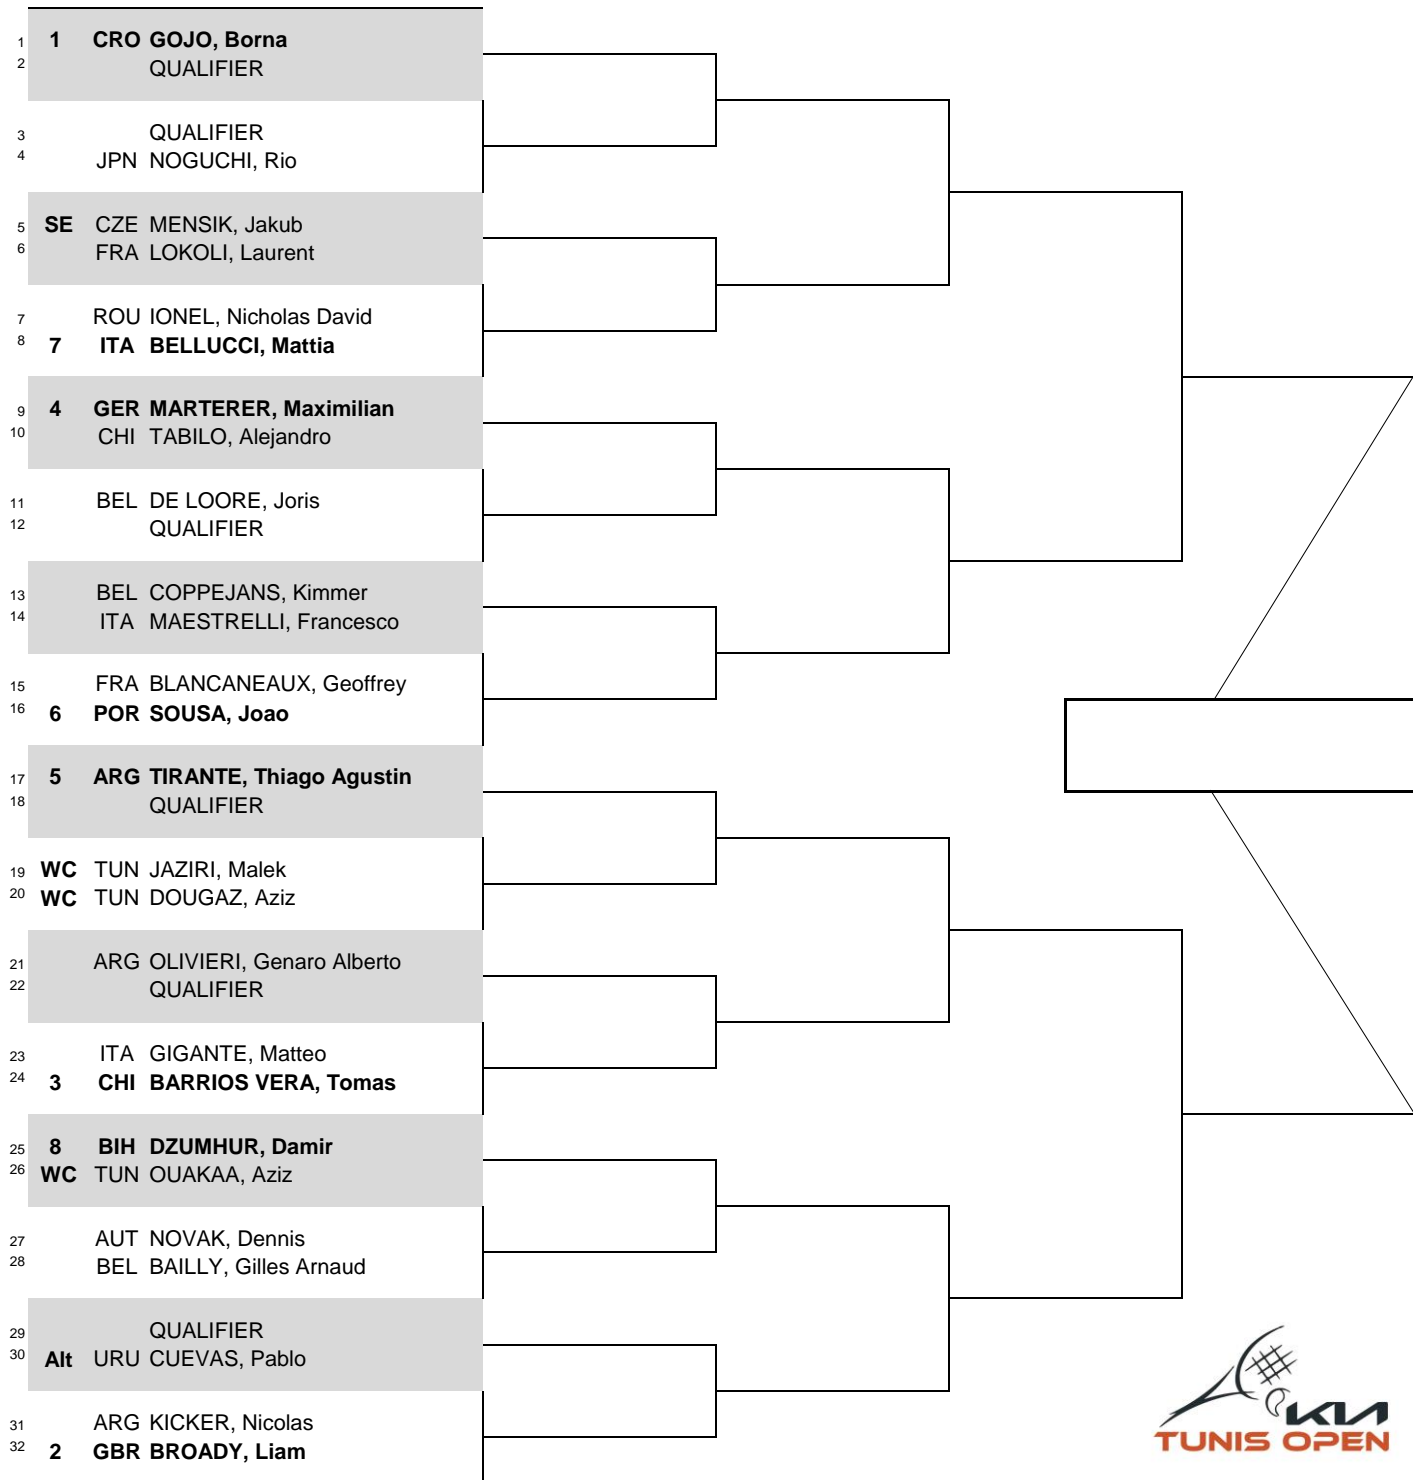 1 1 CRO GOJO, Borna
2 QUALIFIER
3 QUALIFIER
4 JPN NOGUCHI, Rio
5 SE CZE MENSIK, Jakub
6 FRA LOKOLI, Laurent
7 ROU IONEL, Nicholas David
8 7 ITA BELLUCCI, Mattia
9 4 GER MARTERER, Maximilian
10 CHI TABILO, Alejandro
11 BEL DE LOORE, Joris
12 QUALIFIER
13 BEL COPPEJANS, Kimmer
14 ITA MAESTRELLI, Francesco
15 FRA BLANCANEAUX, Geoffrey
16 6 POR SOUSA, Joao
17 5 ARG TIRANTE, Thiago Agustin
18 QUALIFIER
19 WC TUN JAZIRI, Malek
20 WC TUN DOUGAZ, Aziz
21 ARG OLIVIERI, Genaro Alberto
22 QUALIFIER
23 ITA GIGANTE, Matteo
24 3 CHI BARRIOS VERA, Tomas
25 8 BIH DZUMHUR, Damir
26 WC TUN OUAKAA, Aziz
27 AUT NOVAK, Dennis
28 BEL BAILLY, Gilles Arnaud
29 QUALIFIER
30 Alt URU CUEVAS, Pablo
31 ARG KICKER, Nicolas
32 2 GBR BROADY, Liam
KIA
TUNIS OPEN